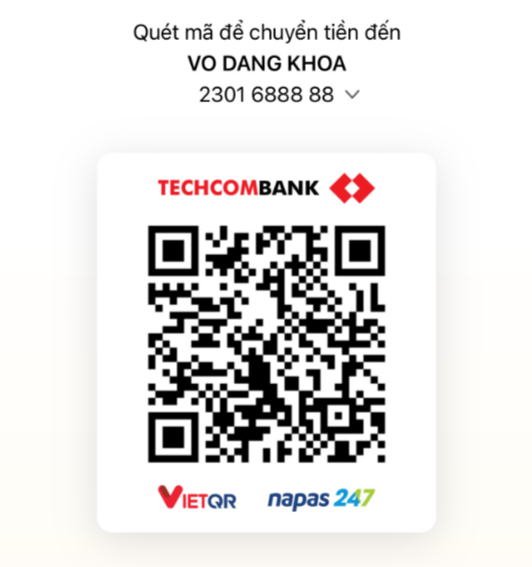 Quét mã để chuyển tiền đến
VO DANG KHOA
2301 6888 88
TECHCOMBANK
VIETQR
napas 247